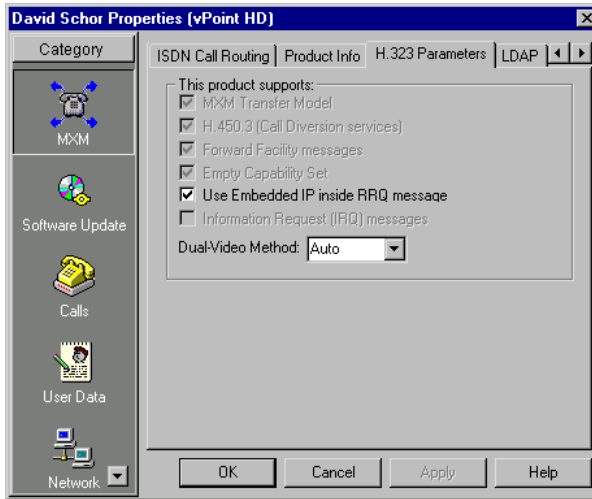 David Schor Properties (vPoint HD)
Category
MXM
Software Update
Calls
User Data
Network
ISDN Call Routing
Product Info
H.323 Parameters
LDAP
This product supports:
MXM Transfer Model
H.450.3 (Call Diversion services)
Forward Facility messages
Empty Capability Set
Use Embedded IP inside RRQ message
Information Request (IRQ) messages
Dual-Video Method: Auto
OK
Cancel
Apply
Help